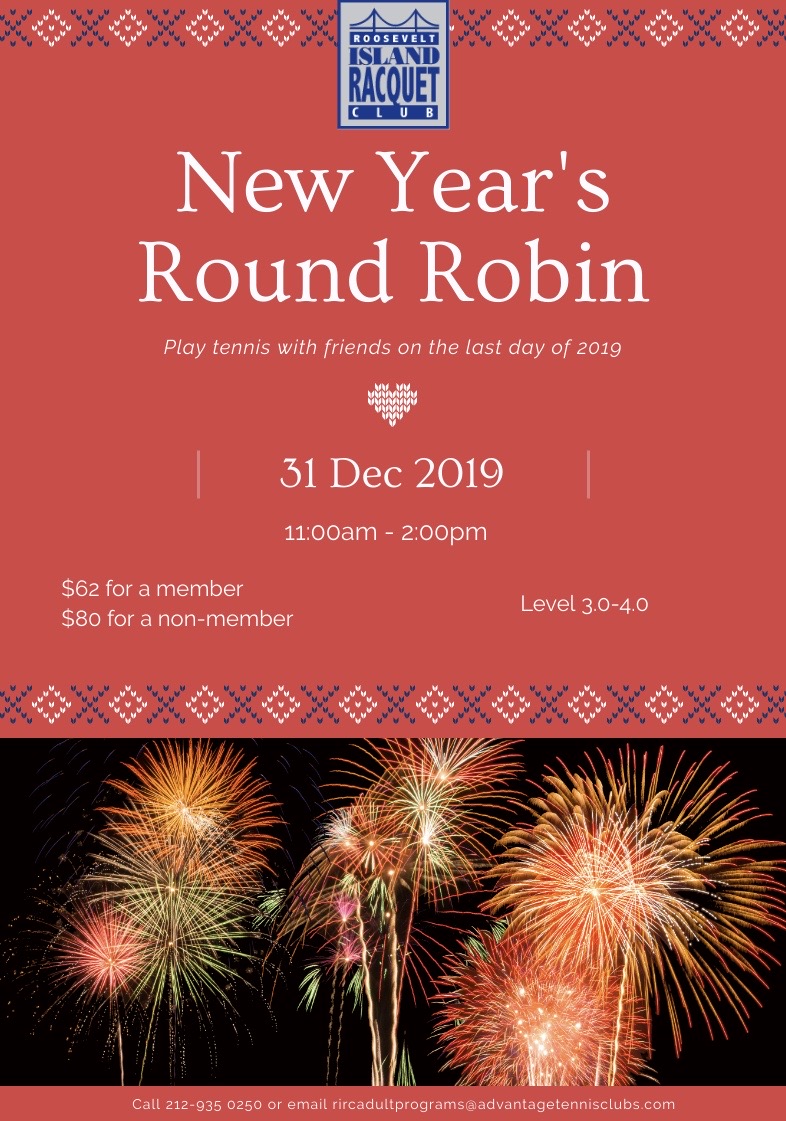 ROOSEVELT
ISLAND
RACQUET
CLUB
New Year's
Round Robin
Play tennis with friends on the last day of 2019
31 Dec 2019
11:00am - 2:00pm
$62 for a member
$80 for a non-member
Level 3.0-4.0
Call 212-935 0250 or email rircadultprograms@advantagetennisclubs.com